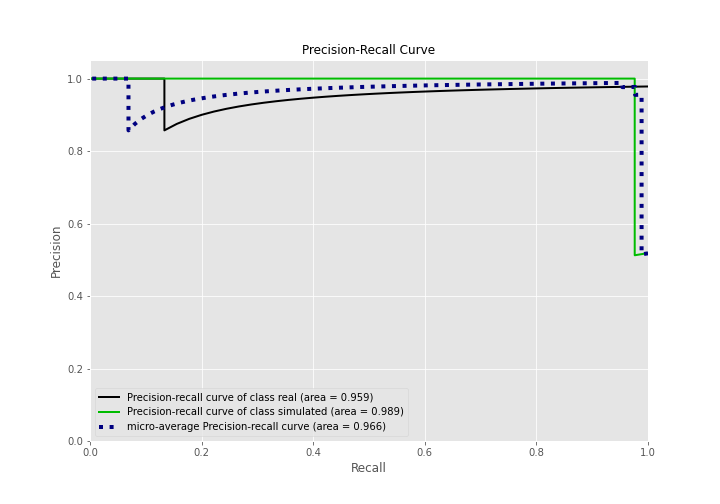 Precision-Recall Curve
1.0
0.8
0.6
0.4
0.2
0.0
Precision
Precision-recall curve of class real (area = 0.959)
Precision-recall curve of class simulated (area = 0.989)
micro-average Precision-recall curve (area = 0.966)
0.0 0.2 0.4 0.6 0.8 1.0
Recall